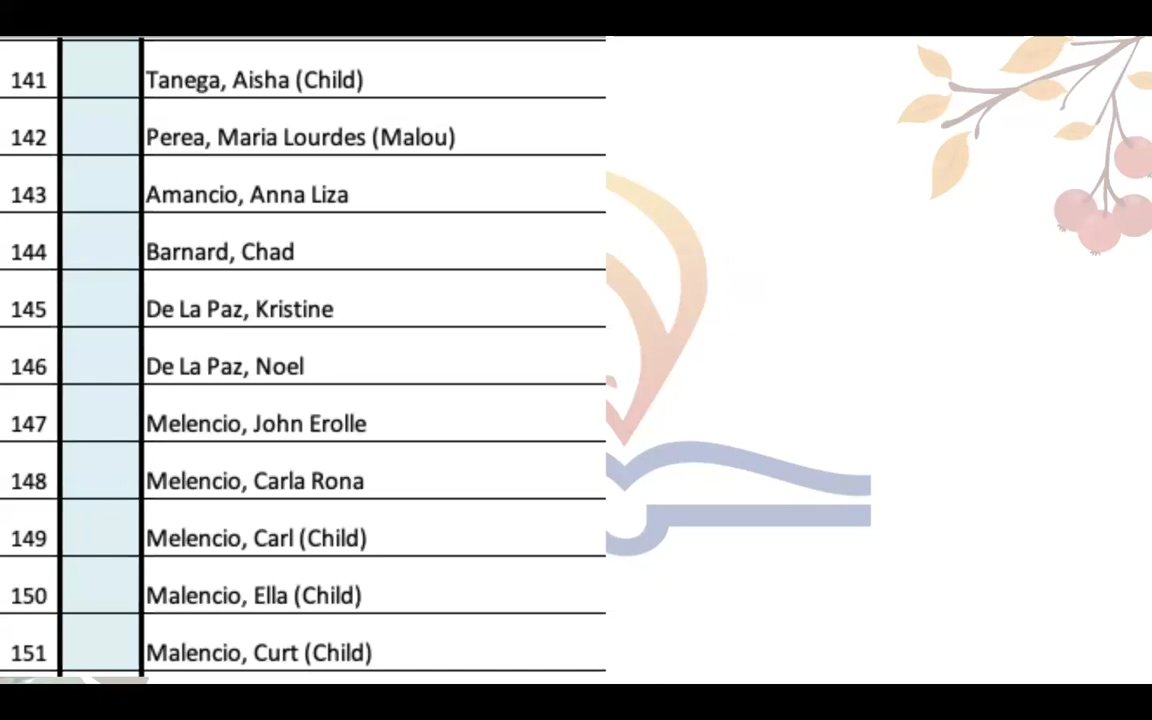 141 Tanega, Aisha (Child)
142 Perea, Maria Lourdes (Malou)
143 Amancio, Anna Liza
144 Barnard, Chad
145 De La Paz, Kristine
146 De La Paz, Noel
147 Melencio, John Erolle
148 Melencio, Carla Rona
149 Melencio, Carl (Child)
150 Malencio, Ella (Child)
151 Malencio, Curt (Child)